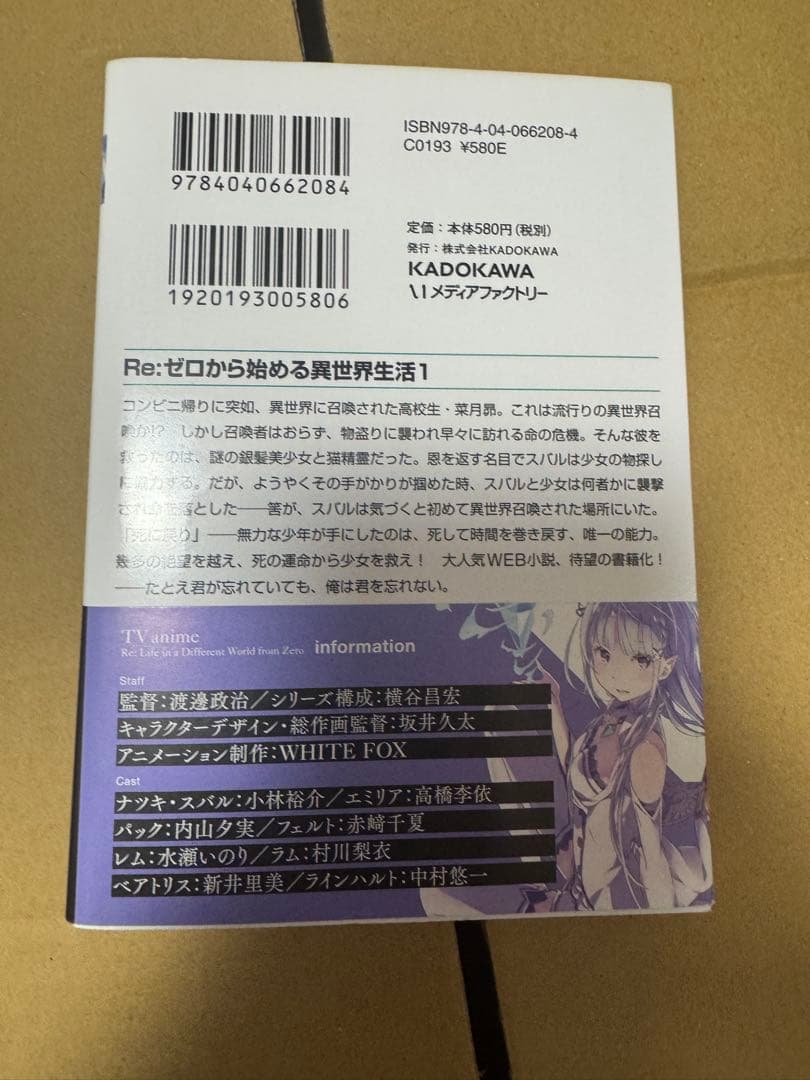 9784040662084
ISBN978-4-04-066208-4
C0193 ¥580E
1920193005806
定価：本体580円（税別）
発行：株式会社KADOKAWA
KADOKAWA
メディアファクトリー
Re:ゼロから始める異世界生活1
コンビニ帰りに突如、異世界に召喚された高校生・菜月昴。これは流行りの異世界召
喚か!?　しかし召喚者はおらず、物盗りに襲われ早々に訪れる命の危機。そんな彼を
救ったのは、謎の銀髪美少女と猫精霊だった。恩を返す名目でスバルは少女の物探し
に協力する。だが、ようやくその手がかりが掴めた時、スバルと少女は何者かに襲撃
され命を落とした――筈が、スバルは気づくと初めて異世界召喚された場所にいた。
「死に戻り」――無力な少年が手にしたのは、死して時間を巻き戻す、唯一の能力。
幾多の絶望を越え、死の運命から少女を救え！　大人気WEB小説、待望の書籍化！
――たとえ君が忘れていても、俺は君を忘れない。
TV anime
Re: Life in a Different World from Zero information
Staff
監督：渡邊政治／シリーズ構成：横谷昌宏
キャラクターデザイン・総作画監督：坂井久太
アニメーション制作：WHITE FOX
Cast
ナツキ・スバル：小林裕介／エミリア：高橋李依
パック：内山夕実／フェルト：赤﨑千夏
レム：水瀬いのり／ラム：村川梨衣
ベアトリス：新井里美／ラインハルト：中村悠一